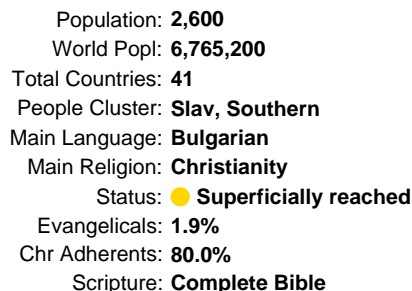 Population: 2,600
World Popl: 6,765,200
Total Countries: 41
People Cluster: Slav, Southern
Main Language: Bulgarian
Main Religion: Christianity
Status: Superficially reached
Evangelicals: 1.9%
Chr Adherents: 80.0%
Scripture: Complete Bible